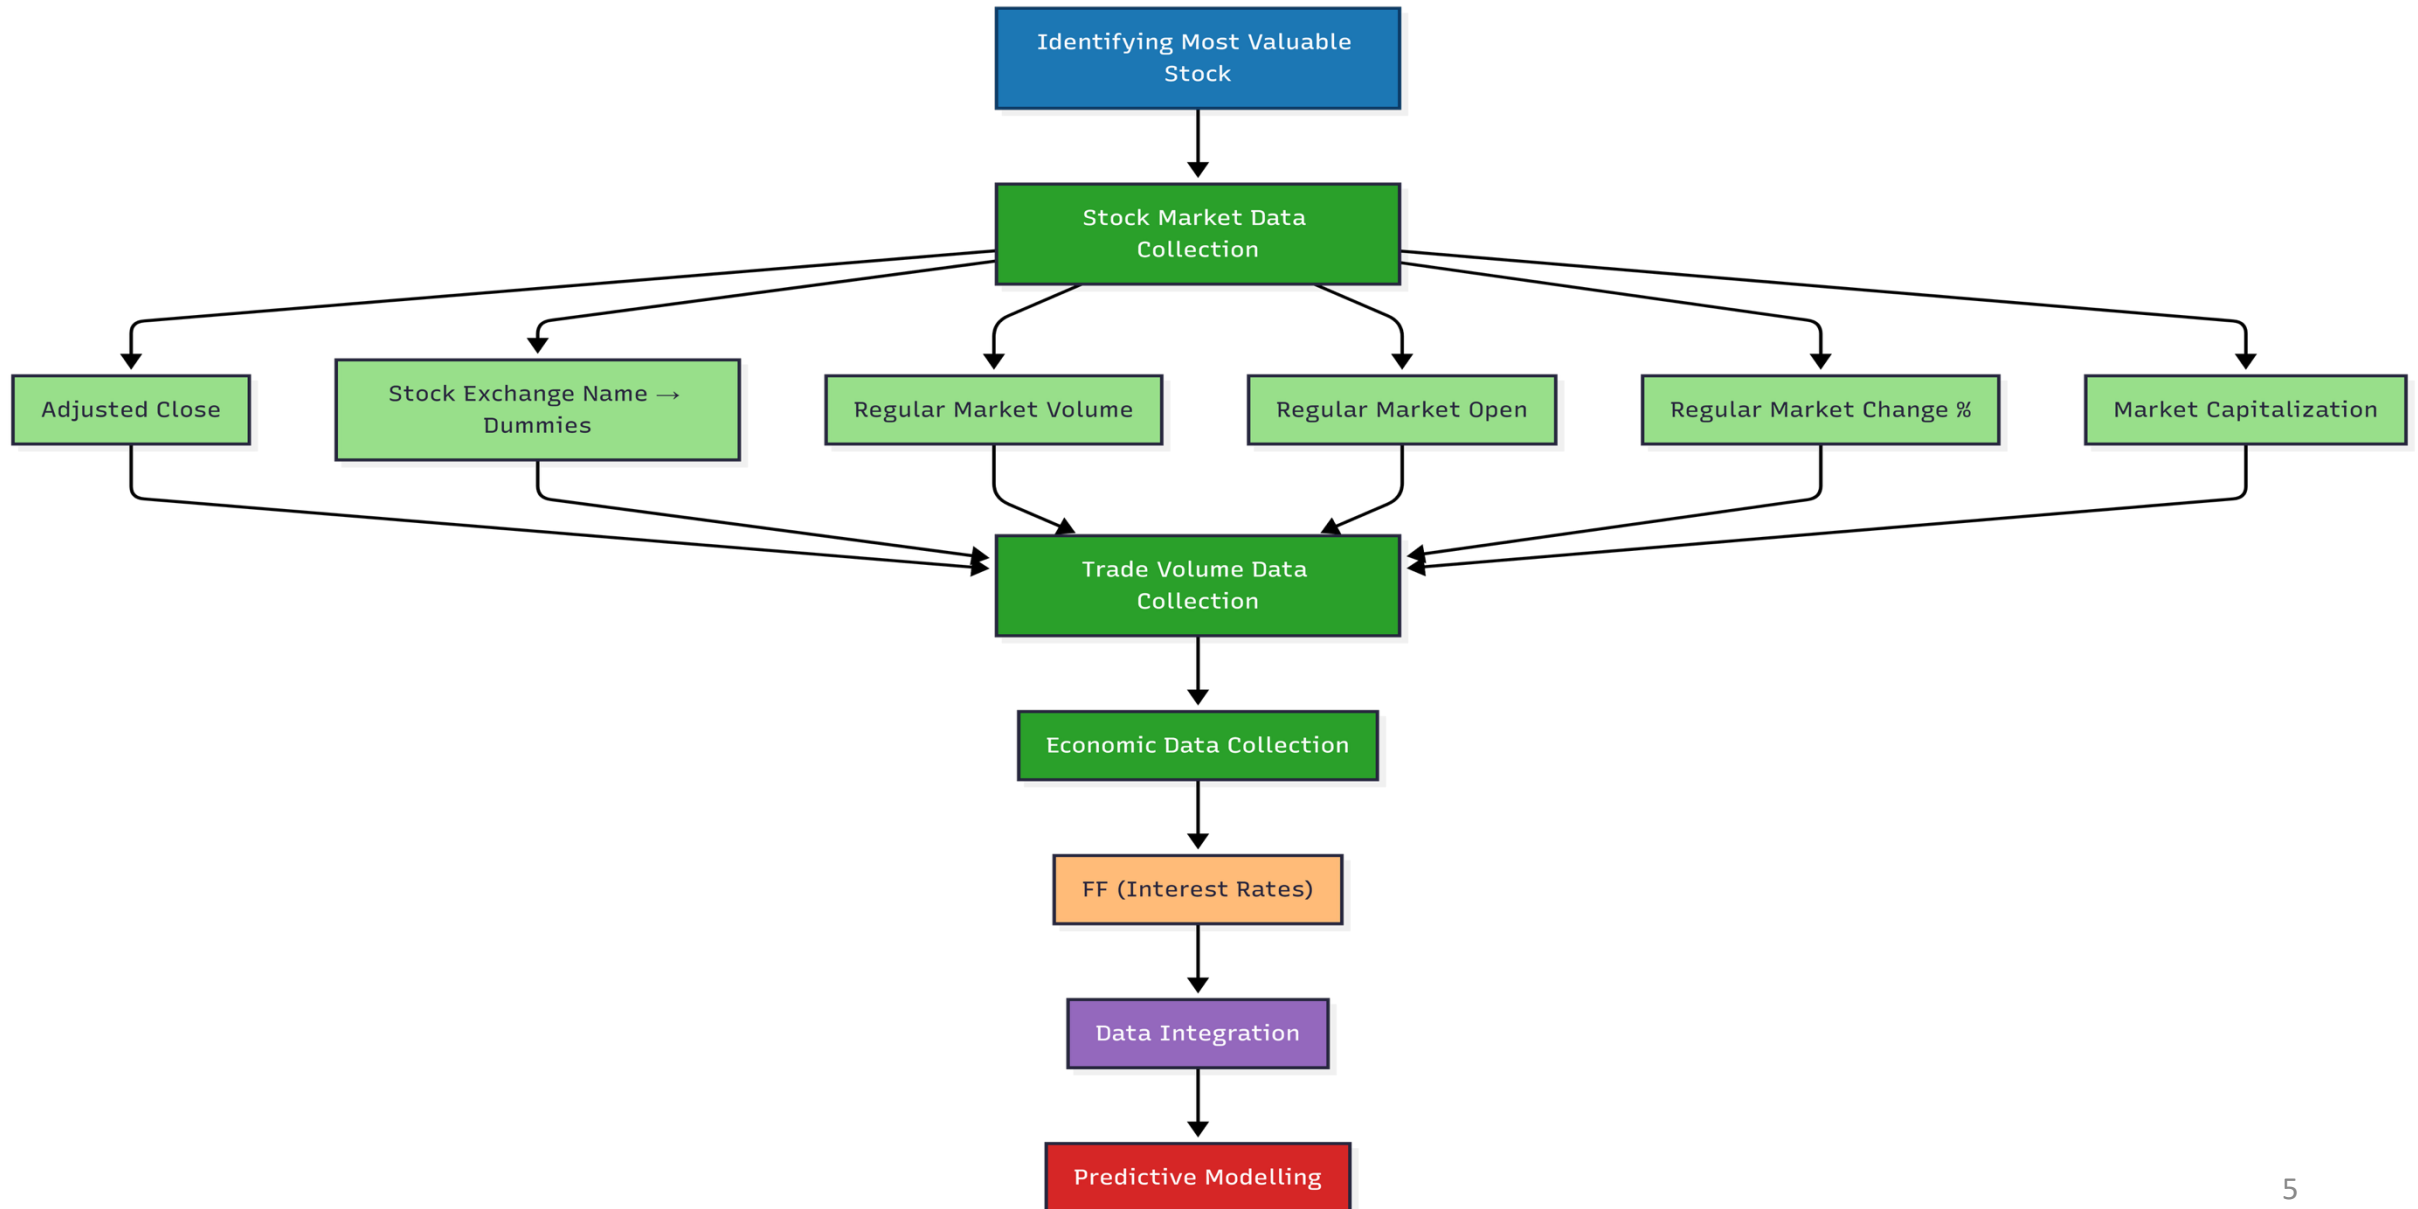 Identifying Most Valuable
Stock
Stock Market Data
Collection
Adjusted Close
Stock Exchange Name →
Dummies
Regular Market Volume
Regular Market Open
Regular Market Change %
Market Capitalization
Trade Volume Data
Collection
Economic Data Collection
FF (Interest Rates)
Data Integration
Predictive Modelling
5